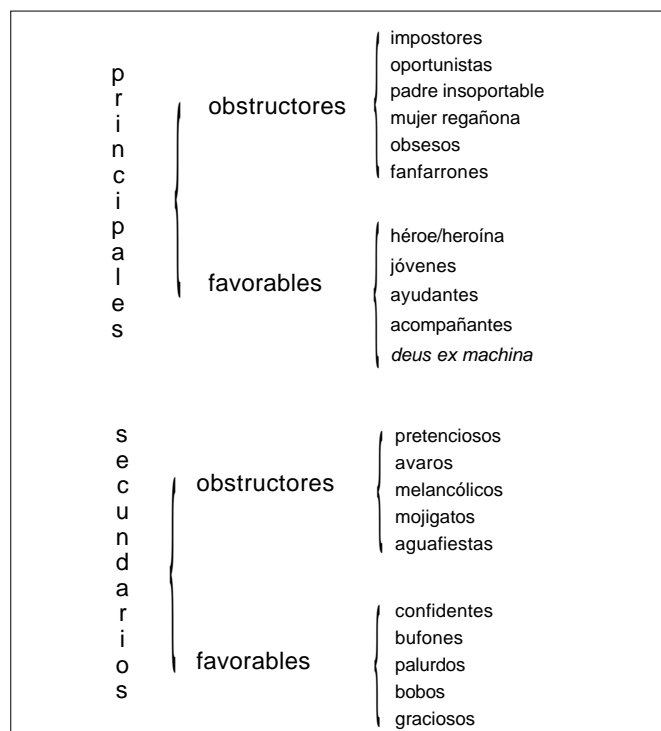 principales
obstructores
impostores
oportunistas
padre insoportable
mujer regañona
obsesos
fanfarrones
favorables
héroe/heroína
jóvenes
ayudantes
acompañantes
deus ex machina
secundarios
obstructores
pretenciosos
avaros
melancólicos
mojigatos
aguafiestas
favorables
confidentes
bufones
palurdos
bobos
graciosos